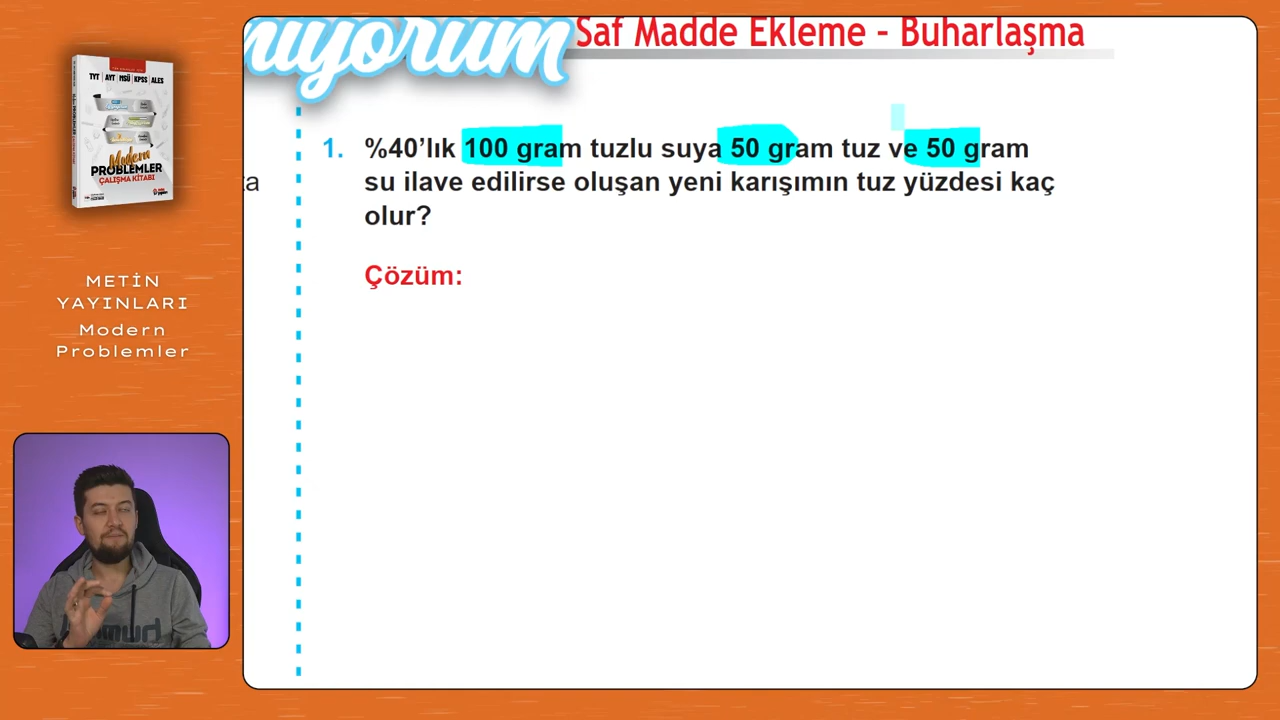 Saf Madde Ekleme - Buharlaşma
1. %40’lık 100 gram tuzlu suya 50 gram tuz ve 50 gram
su ilave edilirse oluşan yeni karışımın tuz yüzdesi kaç
olur?
Çözüm:
TYT | AYT | MSÜ | KPSS | ALES
Modern
PROBLEMLER
ÇALIŞMA KİTABI
METİN
YAYINLARI
Modern
Problemler